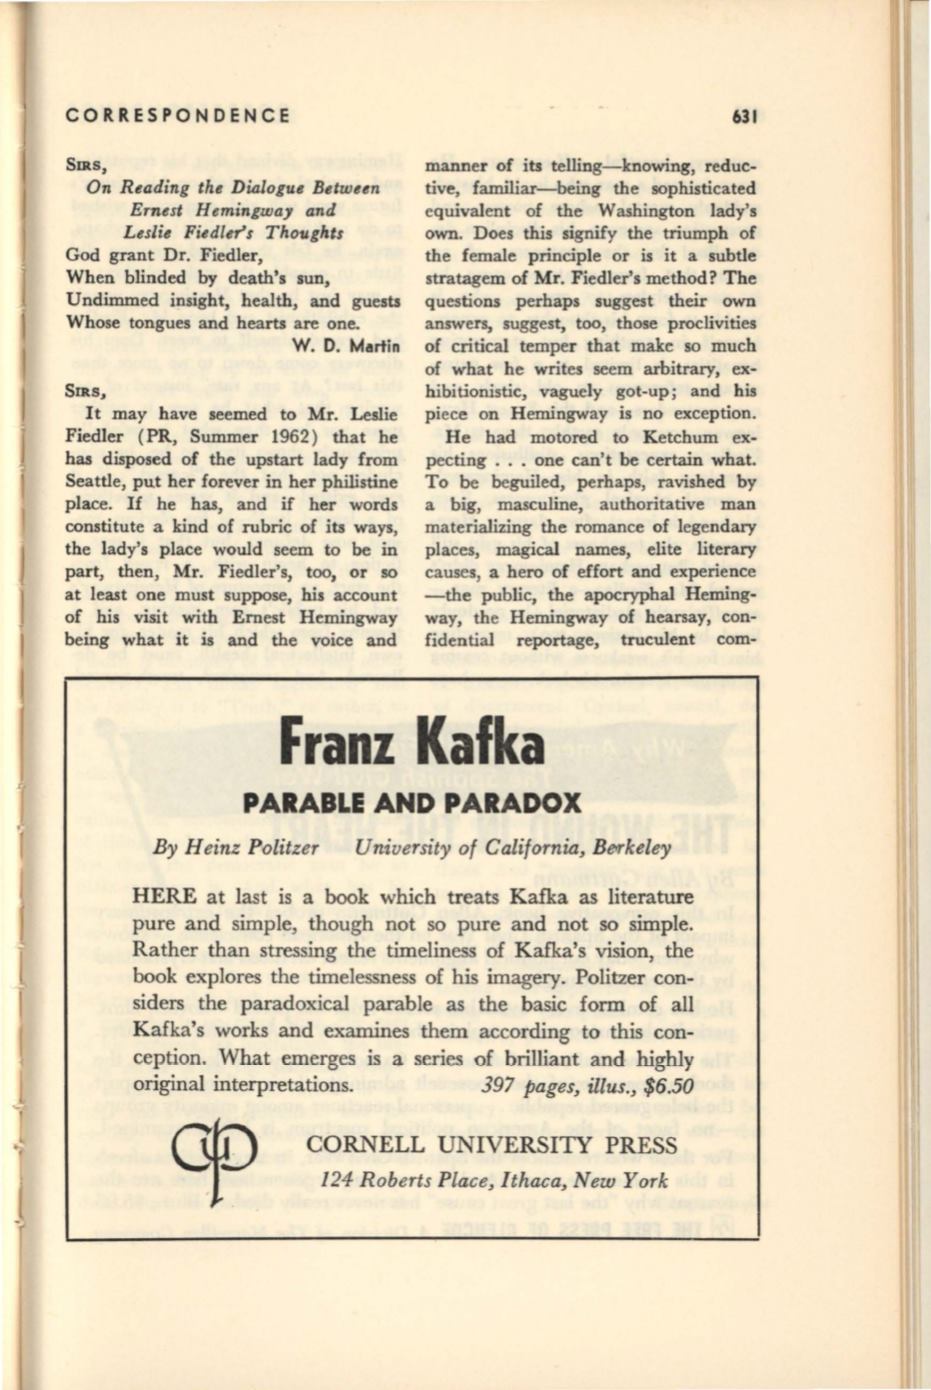 CORRESPONDENCE 631
SIRS,
On Reading the Dialogue Between
Ernest Hemingway and
Leslie Fiedler's Thoughts
God grant Dr. Fiedler,
When blinded by death's sun,
Undimmed insight, health, and guests
Whose tongues and hearts are one.
W. D. Martin
SIRS,
It may have seemed to Mr. Leslie
Fiedler (PR, Summer 1962) that he
has disposed of the upstart lady from
Seattle, put her forever in her philistine
place. If he has, and if her words
constitute a kind of rubric of its ways,
the lady's place would seem to be in
part, then, Mr. Fiedler's, too, or so
at least one must suppose, his account
of his visit with Ernest Hemingway
being what it is and the voice and
manner of its telling—knowing, reduc-
tive, familiar—being the sophisticated
equivalent of the Washington lady's
own. Does this signify the triumph of
the female principle or is it a subtle
stratagem of Mr. Fiedler's method? The
questions perhaps suggest their own
answers, suggest, too, those proclivities
of critical temper that make so much
of what he writes seem arbitrary, ex-
hibitionistic, vaguely got-up; and his
piece on Hemingway is no exception.
He had motored to Ketchum ex-
pecting . . . one can't be certain what.
To be beguiled, perhaps, ravished by
a big, masculine, authoritative man
materializing the romance of legendary
places, magical names, elite literary
causes, a hero of effort and experience
—the public, the apocryphal Heming-
way, the Hemingway of hearsay, con-
fidential reportage, truculent com-
Franz Kafka
PARABLE AND PARADOX
By Heinz Politzer University of California, Berkeley
HERE at last is a book which treats Kafka as literature
pure and simple, though not so pure and not so simple.
Rather than stressing the timeliness of Kafka's vision, the
book explores the timelessness of his imagery. Politzer con-
siders the paradoxical parable as the basic form of all
Kafka's works and examines them according to this con-
ception. What emerges is a series of brilliant and highly
original interpretations. 397 pages, illus., $6.50
CORNELL UNIVERSITY PRESS
124 Roberts Place, Ithaca, New York